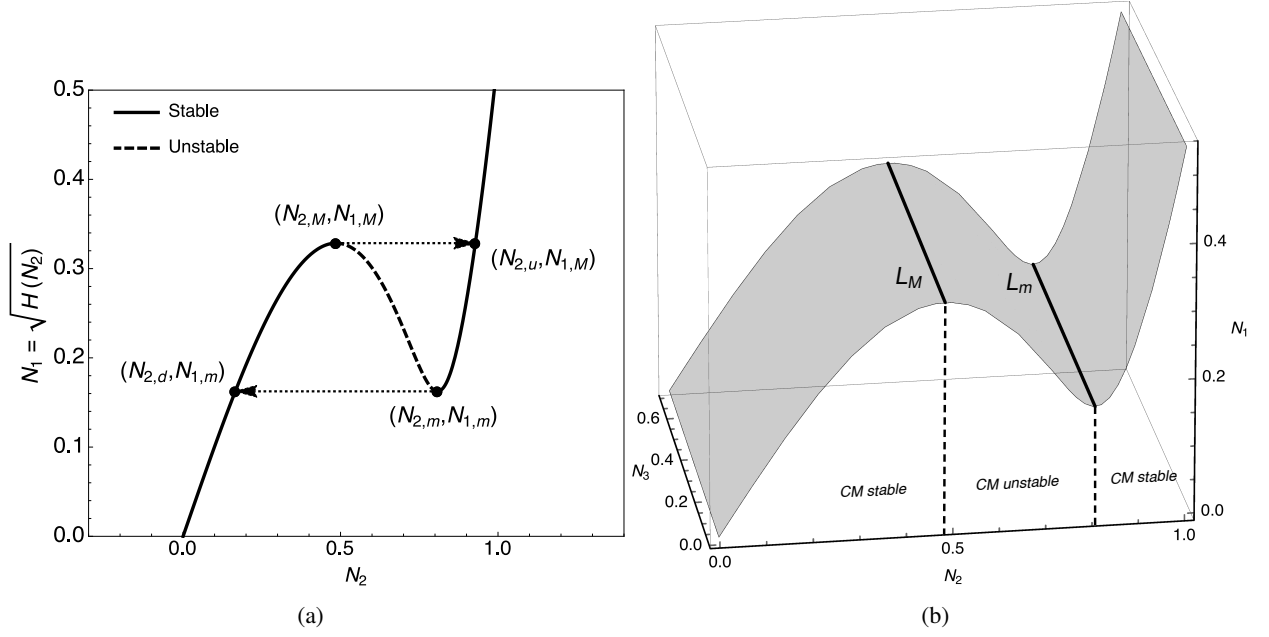 0.5
Stable
Unstable
0.4
(N2,M,N1,M)
N1 = √H(N2)
0.3
(N2,u,N1,M)
0.2
(N2,d,N1,m)
(N2,m,N1,m)
0.1
0.0
0.0 0.5 1.0
N2
(a)
LM
Lm
0.4
N1
0.2
0.0
0.6
0.4
N3
0.2
0.0
CM stable
CM unstable
CM stable
0.0 0.5 1.0
N2
(b)